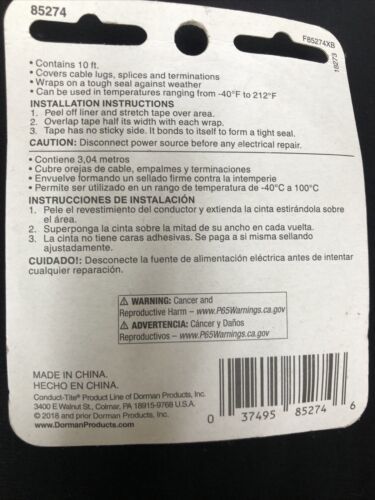 85274
F85274XB
18273
• Contains 10 ft.
• Covers cable lugs, splices and terminations
• Wraps on a tough seal against weather
• Can be used in temperatures ranging from -40°F to 212°F
INSTALLATION INSTRUCTIONS
1. Peel off liner and stretch tape over area.
2. Overlap tape half its width with each wrap.
3. Tape has no sticky side. It bonds to itself to form a tight seal.
CAUTION: Disconnect power source before any electrical repair.
• Contiene 3,04 metros
• Cubre orejas de cable, empalmes y terminaciones
• Envuelve formando un sellado firme contra la intemperie
• Permite ser utilizado en un rango de temperatura de -40°C a 100°C
INSTRUCCIONES DE INSTALACIÓN
1. Pele el revestimiento del conductor y extienda la cinta estirándola sobre
el área.
2. Superponga la cinta sobre la mitad de su ancho en cada vuelta.
3. La cinta no tiene caras adhesivas. Se paga a si misma sellando
ajustadamente.
CUIDADO!: Desconecte la fuente de alimentación eléctrica antes de intentar
cualquier reparación.
⚠ WARNING: Cancer and
Reproductive Harm – www.P65Warnings.ca.gov
⚠ ADVERTENCIA: Cáncer y Daños
Reproductivos – www.P65Warnings.ca.gov
MADE IN CHINA.
HECHO EN CHINA.
Conduct-Tite® Product Line of Dorman Products, Inc.
3400 E Walnut St., Colmar, PA 18915-9768 U.S.A.
© 2018 and prior Dorman Products, Inc.
www.DormanProducts.com
0 37495 85274 6